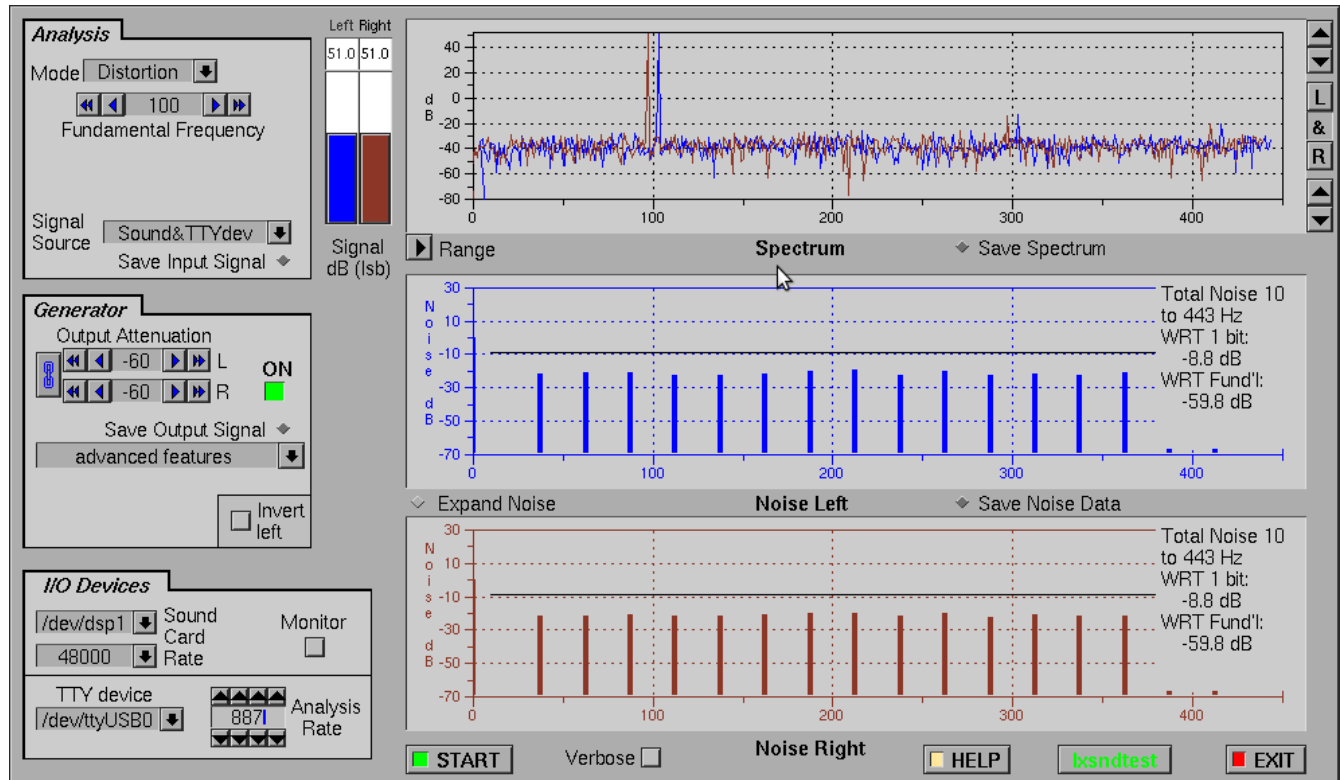 Analysis
Mode Distortion
100
Fundamental Frequency
Signal Source Sound&TTYdev
Save Input Signal
Left Right
51.0 51.0
Signal
dB (lsb)
Generator
Output Attenuation
-60 L
-60 R
ON
Save Output Signal
advanced features
Invert left
I/O Devices
/dev/dsp1 Sound Card Rate
48000
Monitor
TTY device
/dev/ttyUSB0
887
Analysis Rate
dB
40
20
0
-20
-40
-60
-80
0 100 200 300 400
L
&
R
Range Spectrum Save Spectrum
Noise dB
30
10
-10
-30
-50
-70
0 100 200 300 400
Total Noise 10
to 443 Hz
WRT 1 bit:
-8.8 dB
WRT Fund'l:
-59.8 dB
Expand Noise Noise Left Save Noise Data
Noise dB
30
10
-10
-30
-50
-70
0 100 200 300 400
Total Noise 10
to 443 Hz
WRT 1 bit:
-8.8 dB
WRT Fund'l:
-59.8 dB
START Verbose Noise Right HELP lxsndtest EXIT